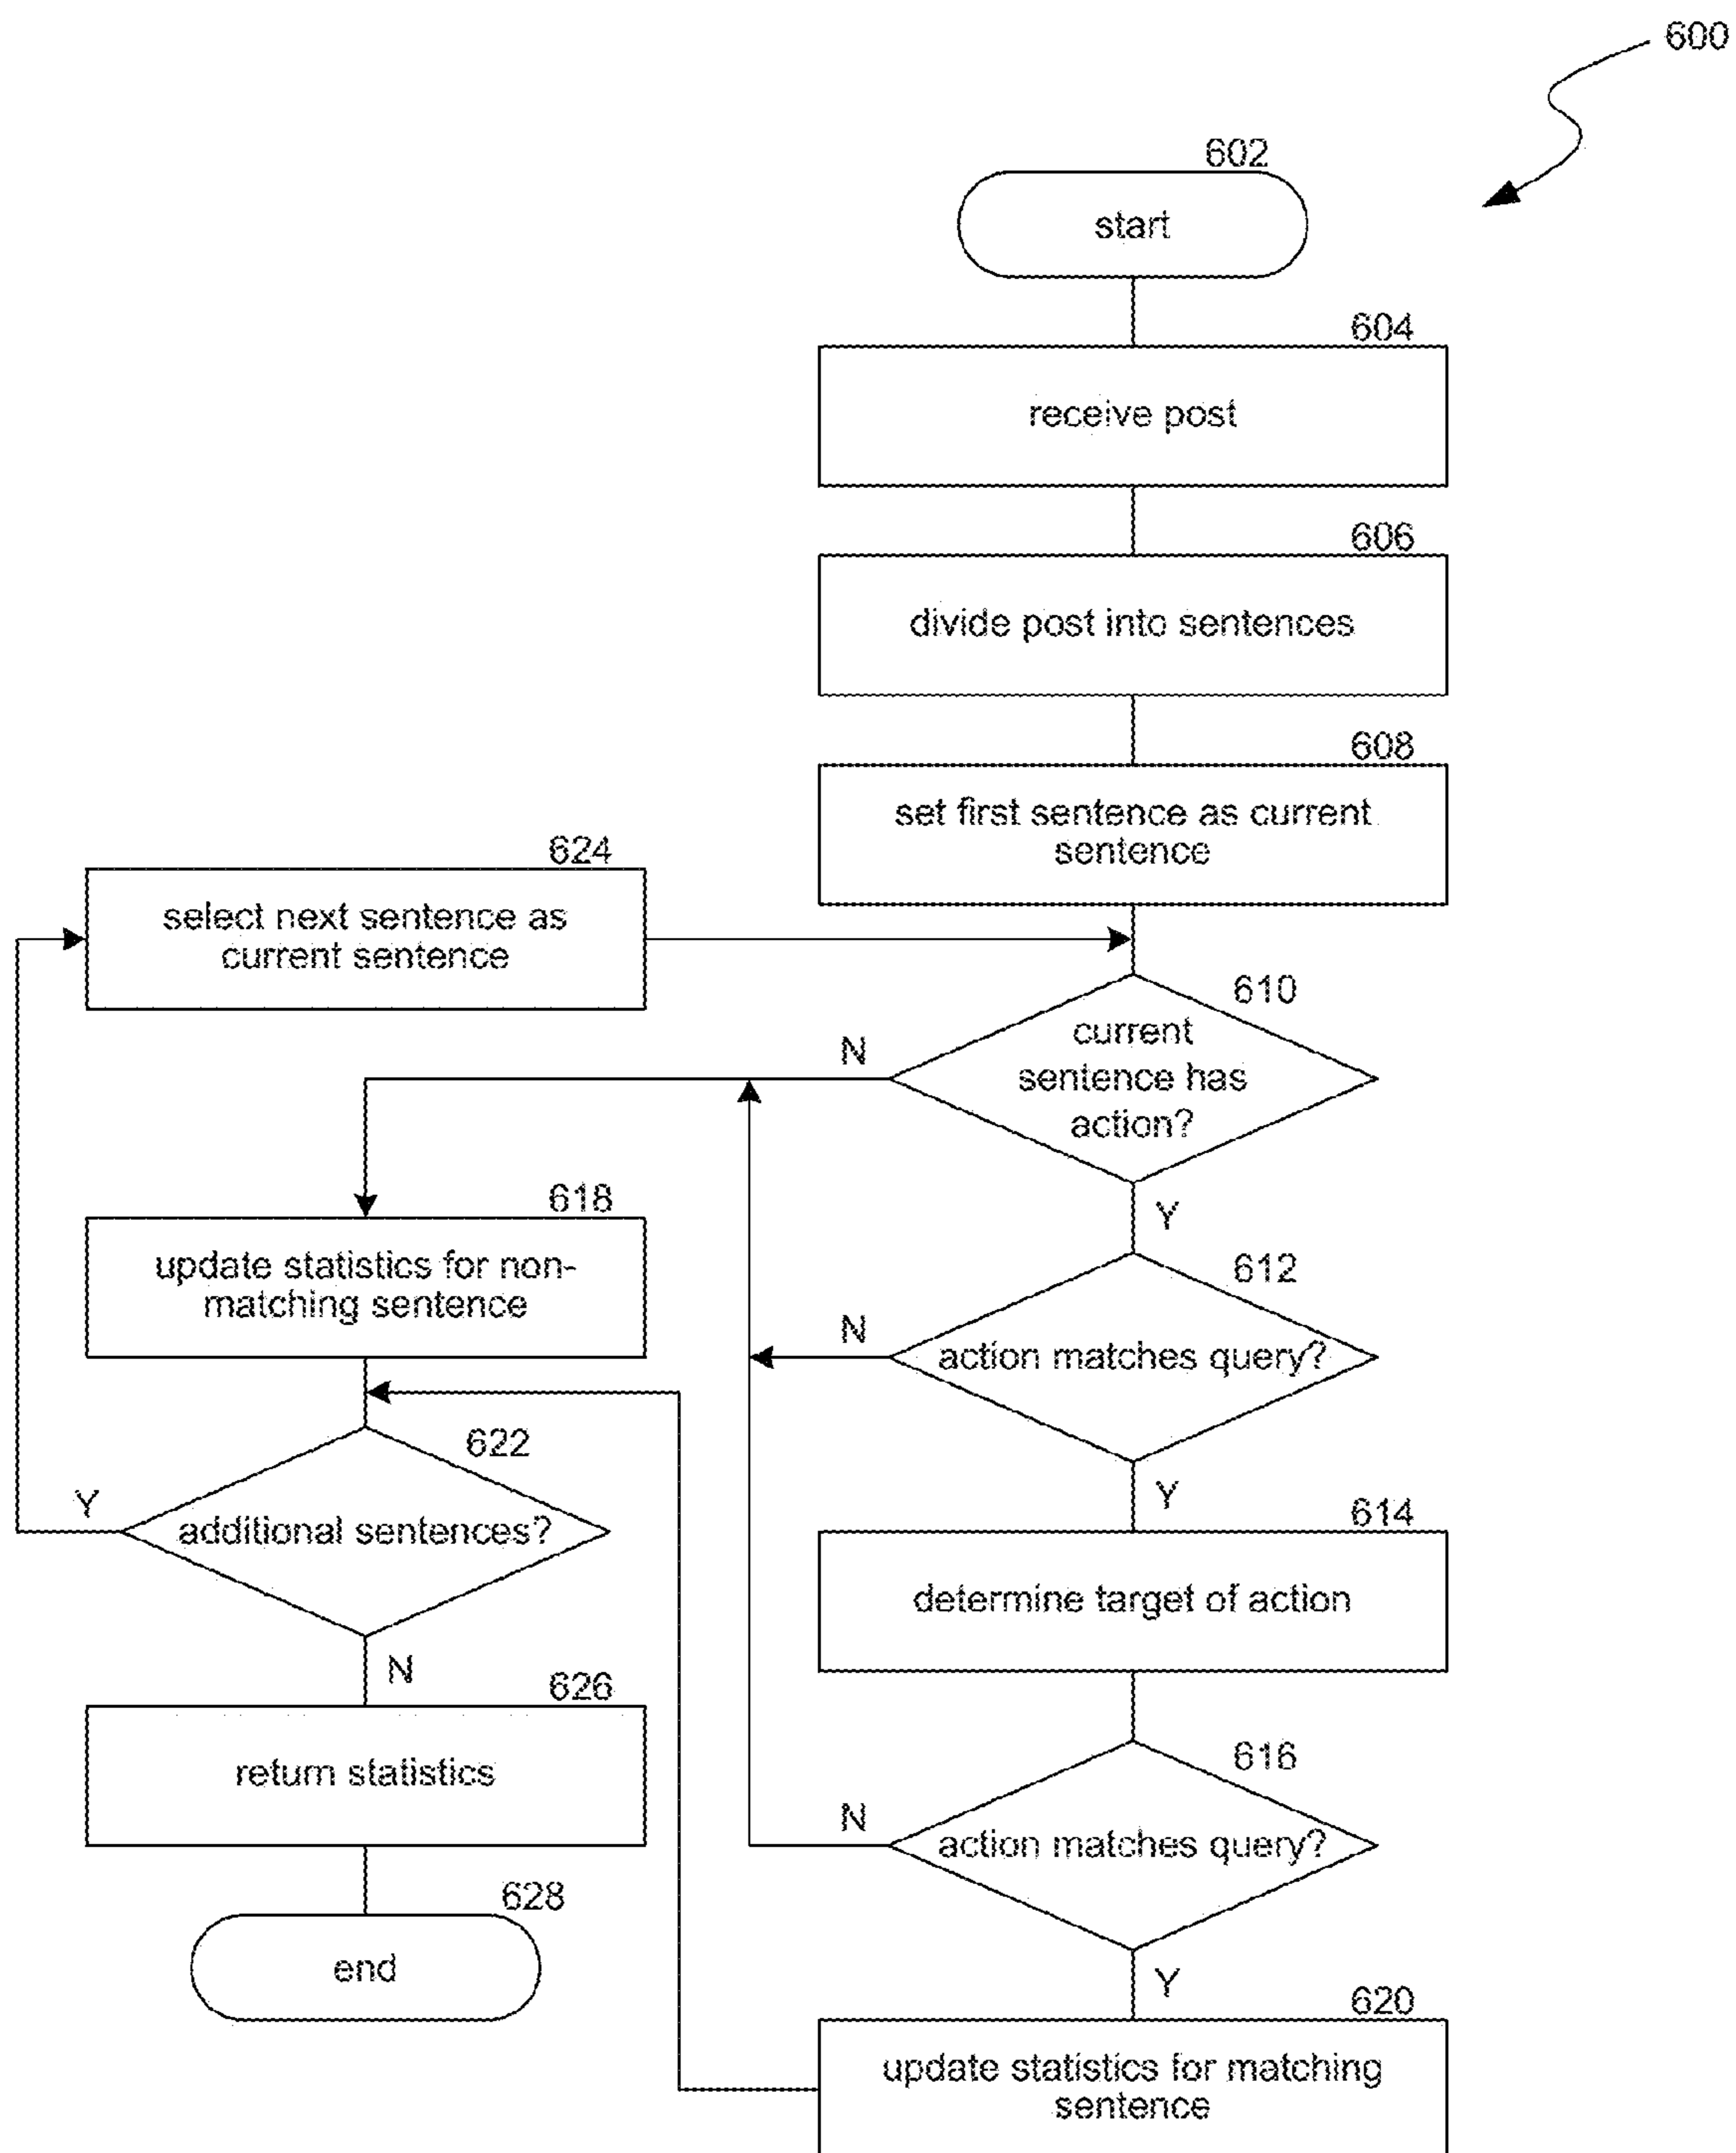 600
602
start
604
receive post
606
divide post into sentences
608
set first sentence as current
sentence
624
select next sentence as
current sentence
610
current
sentence has
action?
N
Y
618
update statistics for non-
matching sentence
612
action matches query?
N
Y
622
additional sentences?
Y
N
614
determine target of action
626
return statistics
616
action matches query?
N
Y
628
end
620
update statistics for matching
sentence